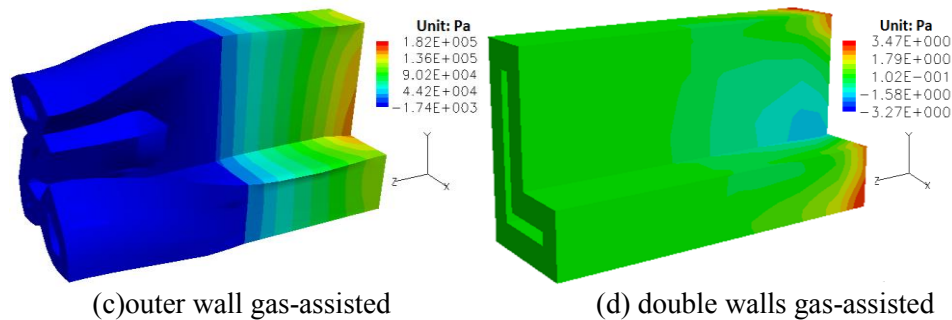 Unit: Pa
1.82E+005
1.36E+005
9.02E+004
4.42E+004
-1.74E+003
Y
Z
X
(c)outer wall gas-assisted
Unit: Pa
3.47E+000
1.79E+000
1.02E-001
-1.58E+000
-3.27E+000
Y
Z
X
(d) double walls gas-assisted